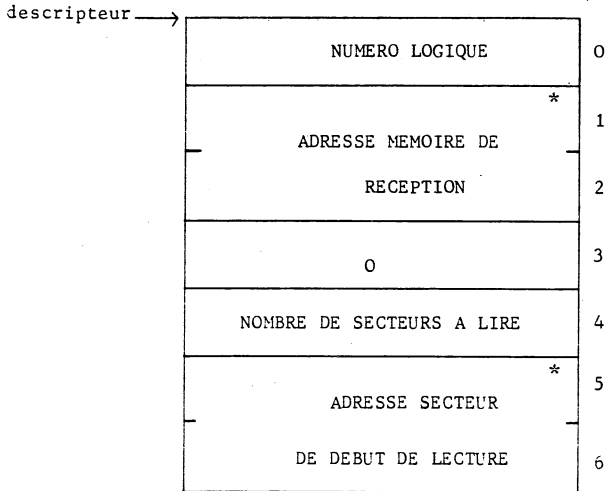 descripteur
NUMERO LOGIQUE 0
*
1
ADRESSE MEMOIRE DE
RECEPTION 2
3
0
NOMBRE DE SECTEURS A LIRE 4
*
5
ADRESSE SECTEUR
DE DEBUT DE LECTURE 6